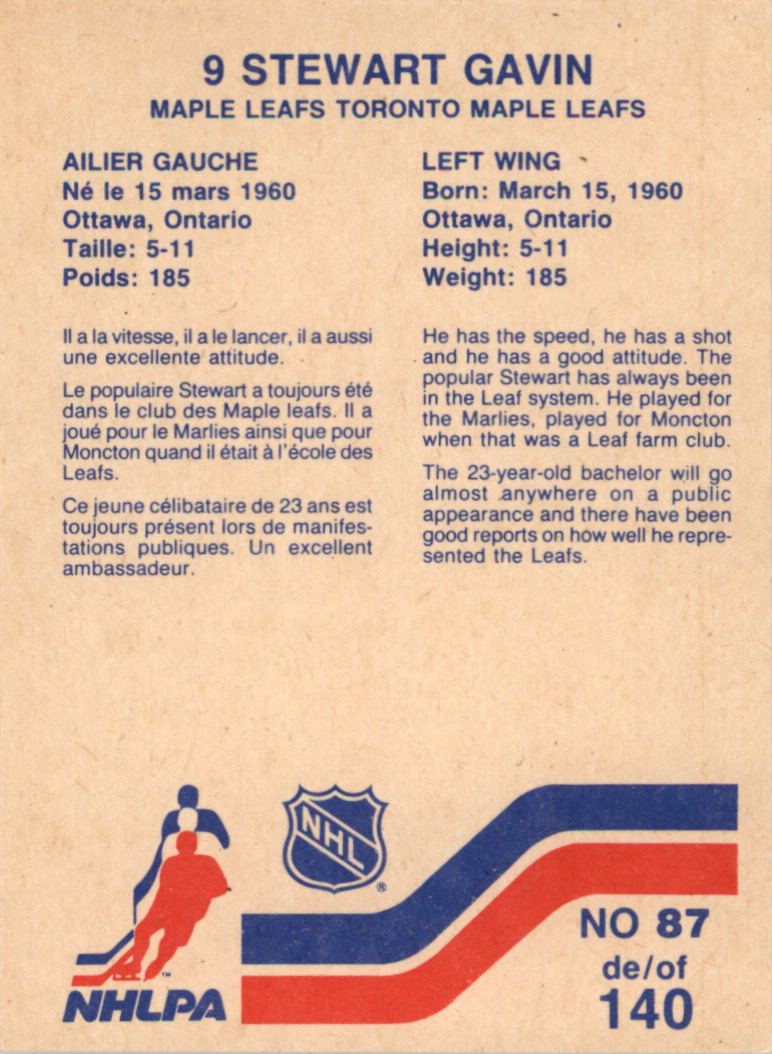 9 STEWART GAVIN
MAPLE LEAFS TORONTO MAPLE LEAFS
AILIER GAUCHE
Né le 15 mars 1960
Ottawa, Ontario
Taille: 5-11
Poids: 185
Il a la vitesse, il a le lancer, il a aussi
une excellente attitude.
Le populaire Stewart a toujours été
dans le club des Maple leafs. Il a
joué pour le Marlies ainsi que pour
Moncton quand il était à l'école des
Leafs.
Ce jeune célibataire de 23 ans est
toujours présent lors de manifes-
tations publiques. Un excellent
ambassadeur.
LEFT WING
Born: March 15, 1960
Ottawa, Ontario
Height: 5-11
Weight: 185
He has the speed, he has a shot
and he has a good attitude. The
popular Stewart has always been
in the Leaf system. He played for
the Marlies, played for Moncton
when that was a Leaf farm club.
The 23-year-old bachelor will go
almost anywhere on a public
appearance and there have been
good reports on how well he repre-
sented the Leafs.
NHL
®
™
NHLPA
NO 87
de/of
140